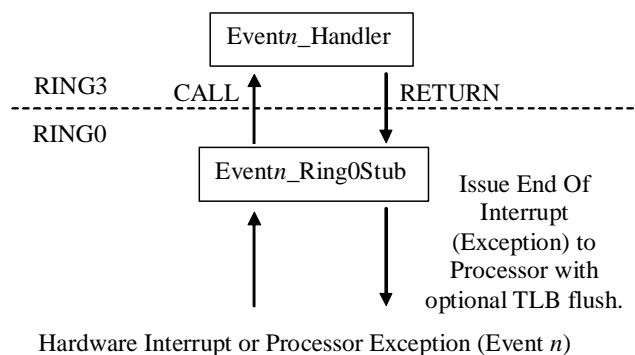 Eventn_Handler
RING3
CALL
RETURN
RING0
Eventn_Ring0Stub
Issue End Of
Interrupt
(Exception) to
Processor with
optional TLB flush.
Hardware Interrupt or Processor Exception (Event n)